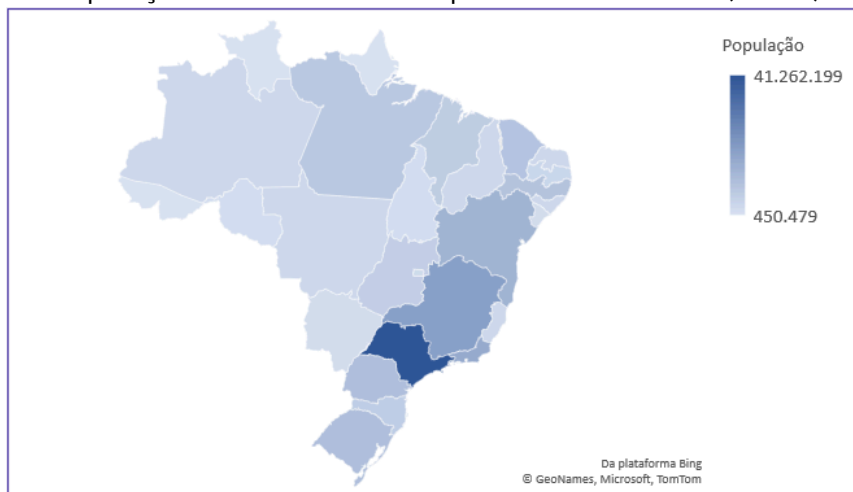 População
41.262.199
450.479
Da plataforma Bing
© GeoNames, Microsoft, TomTom